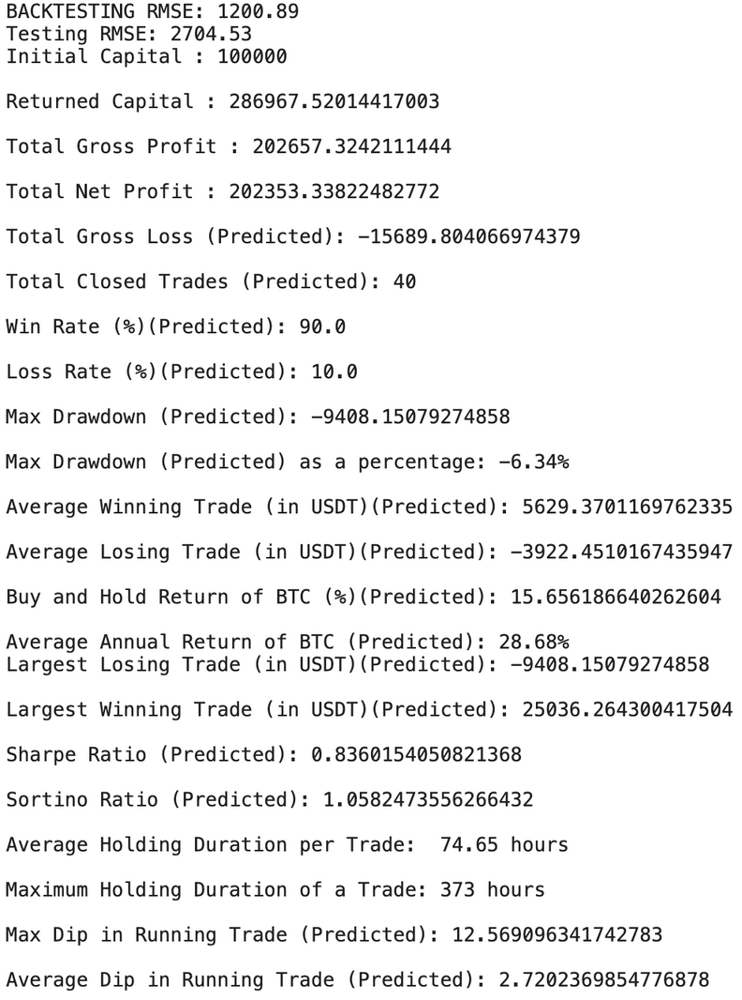 BACKTESTING RMSE: 1200.89
Testing RMSE: 2704.53
Initial Capital : 100000
Returned Capital : 286967.52014417003
Total Gross Profit : 202657.3242111444
Total Net Profit : 202353.33822482772
Total Gross Loss (Predicted): -15689.804066974379
Total Closed Trades (Predicted): 40
Win Rate (%)(Predicted): 90.0
Loss Rate (%)(Predicted): 10.0
Max Drawdown (Predicted): -9408.15079274858
Max Drawdown (Predicted) as a percentage: -6.34%
Average Winning Trade (in USDT)(Predicted): 5629.3701169762335
Average Losing Trade (in USDT)(Predicted): -3922.4510167435947
Buy and Hold Return of BTC (%)(Predicted): 15.656186640262604
Average Annual Return of BTC (Predicted): 28.68%
Largest Losing Trade (in USDT)(Predicted): -9408.15079274858
Largest Winning Trade (in USDT)(Predicted): 25036.264300417504
Sharpe Ratio (Predicted): 0.8360154050821368
Sortino Ratio (Predicted): 1.0582473556266432
Average Holding Duration per Trade:  74.65 hours
Maximum Holding Duration of a Trade: 373 hours
Max Dip in Running Trade (Predicted): 12.569096341742783
Average Dip in Running Trade (Predicted): 2.7202369854776878